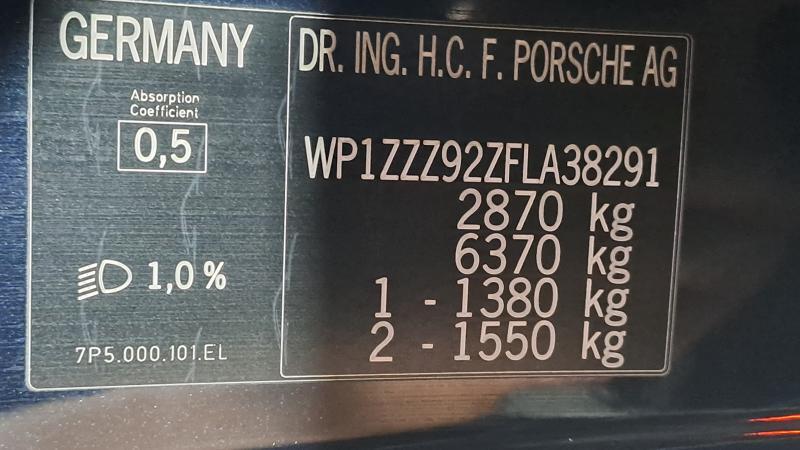 GERMANY
Absorption
Coefficient
0,5
1,0 %
7P5.000.101.EL
DR. ING. H.C. F. PORSCHE AG
WP1ZZZ92ZFLA38291
2870 kg
6370 kg
1 - 1380 kg
2 - 1550 kg